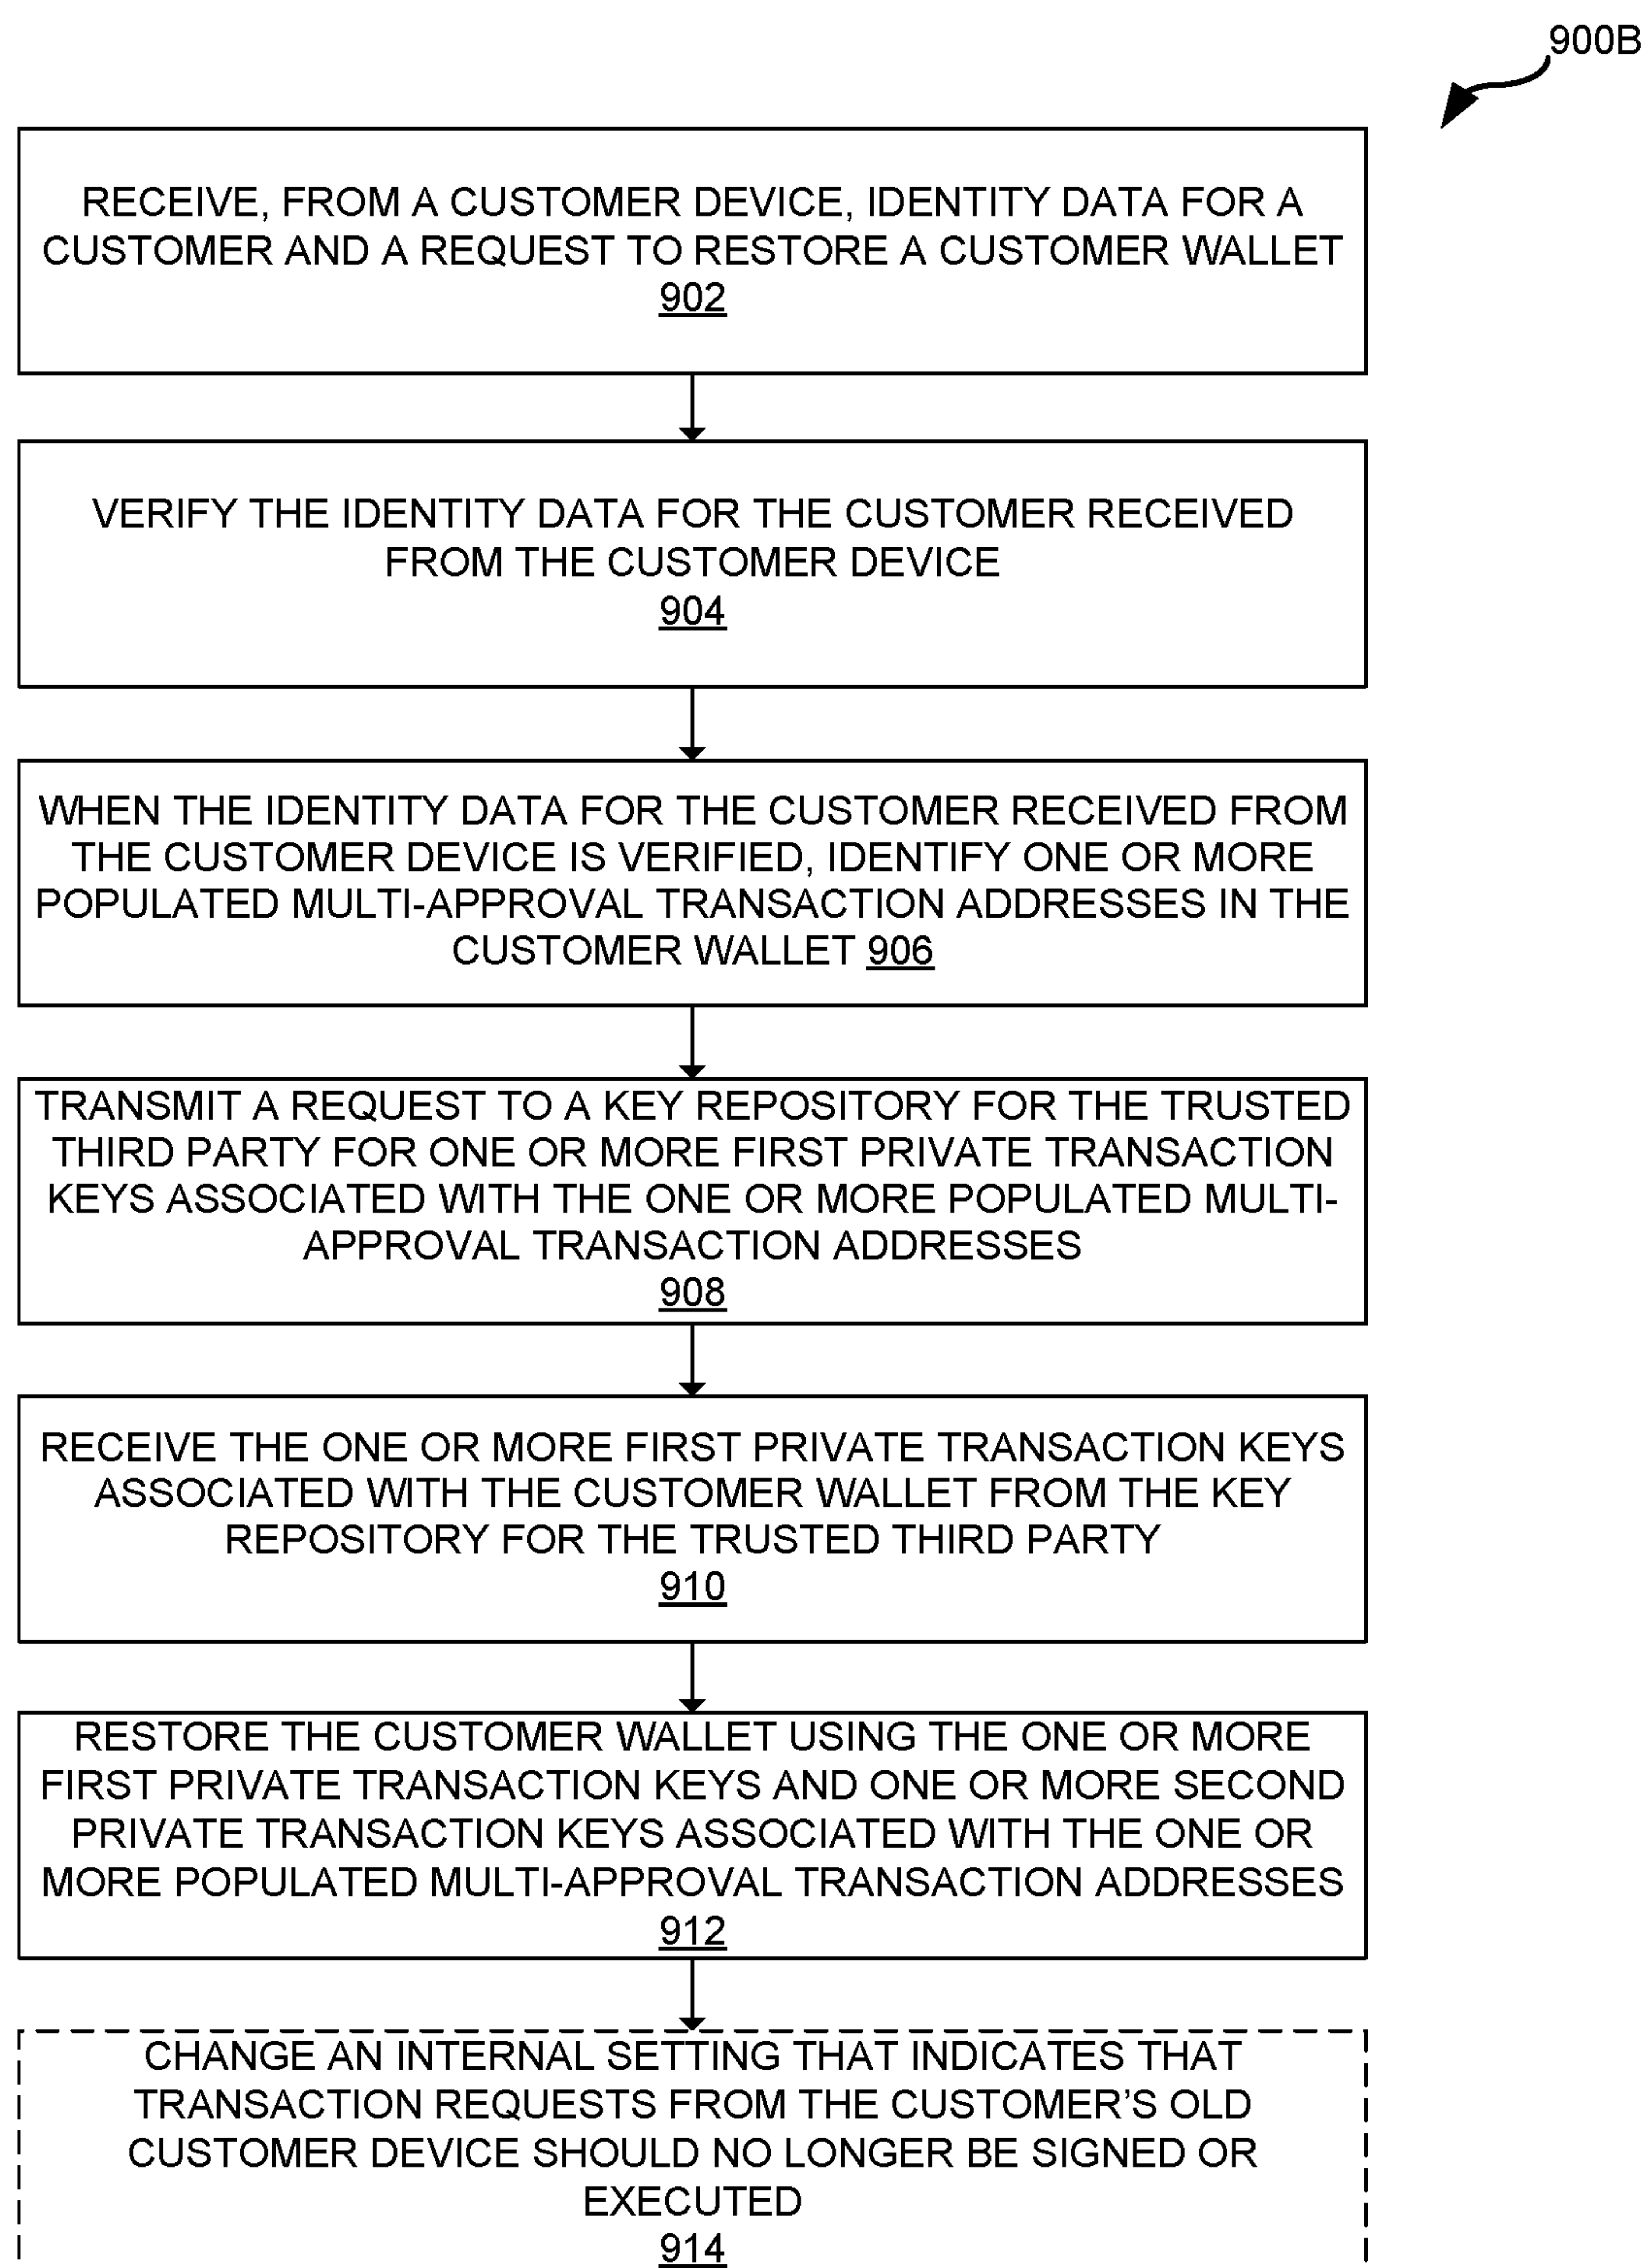 900B
RECEIVE, FROM A CUSTOMER DEVICE, IDENTITY DATA FOR A
CUSTOMER AND A REQUEST TO RESTORE A CUSTOMER WALLET
902
VERIFY THE IDENTITY DATA FOR THE CUSTOMER RECEIVED
FROM THE CUSTOMER DEVICE
904
WHEN THE IDENTITY DATA FOR THE CUSTOMER RECEIVED FROM
THE CUSTOMER DEVICE IS VERIFIED, IDENTIFY ONE OR MORE
POPULATED MULTI-APPROVAL TRANSACTION ADDRESSES IN THE
CUSTOMER WALLET 906
TRANSMIT A REQUEST TO A KEY REPOSITORY FOR THE TRUSTED
THIRD PARTY FOR ONE OR MORE FIRST PRIVATE TRANSACTION
KEYS ASSOCIATED WITH THE ONE OR MORE POPULATED MULTI-
APPROVAL TRANSACTION ADDRESSES
908
RECEIVE THE ONE OR MORE FIRST PRIVATE TRANSACTION KEYS
ASSOCIATED WITH THE CUSTOMER WALLET FROM THE KEY
REPOSITORY FOR THE TRUSTED THIRD PARTY
910
RESTORE THE CUSTOMER WALLET USING THE ONE OR MORE
FIRST PRIVATE TRANSACTION KEYS AND ONE OR MORE SECOND
PRIVATE TRANSACTION KEYS ASSOCIATED WITH THE ONE OR
MORE POPULATED MULTI-APPROVAL TRANSACTION ADDRESSES
912
CHANGE AN INTERNAL SETTING THAT INDICATES THAT
TRANSACTION REQUESTS FROM THE CUSTOMER’S OLD
CUSTOMER DEVICE SHOULD NO LONGER BE SIGNED OR
EXECUTED
914